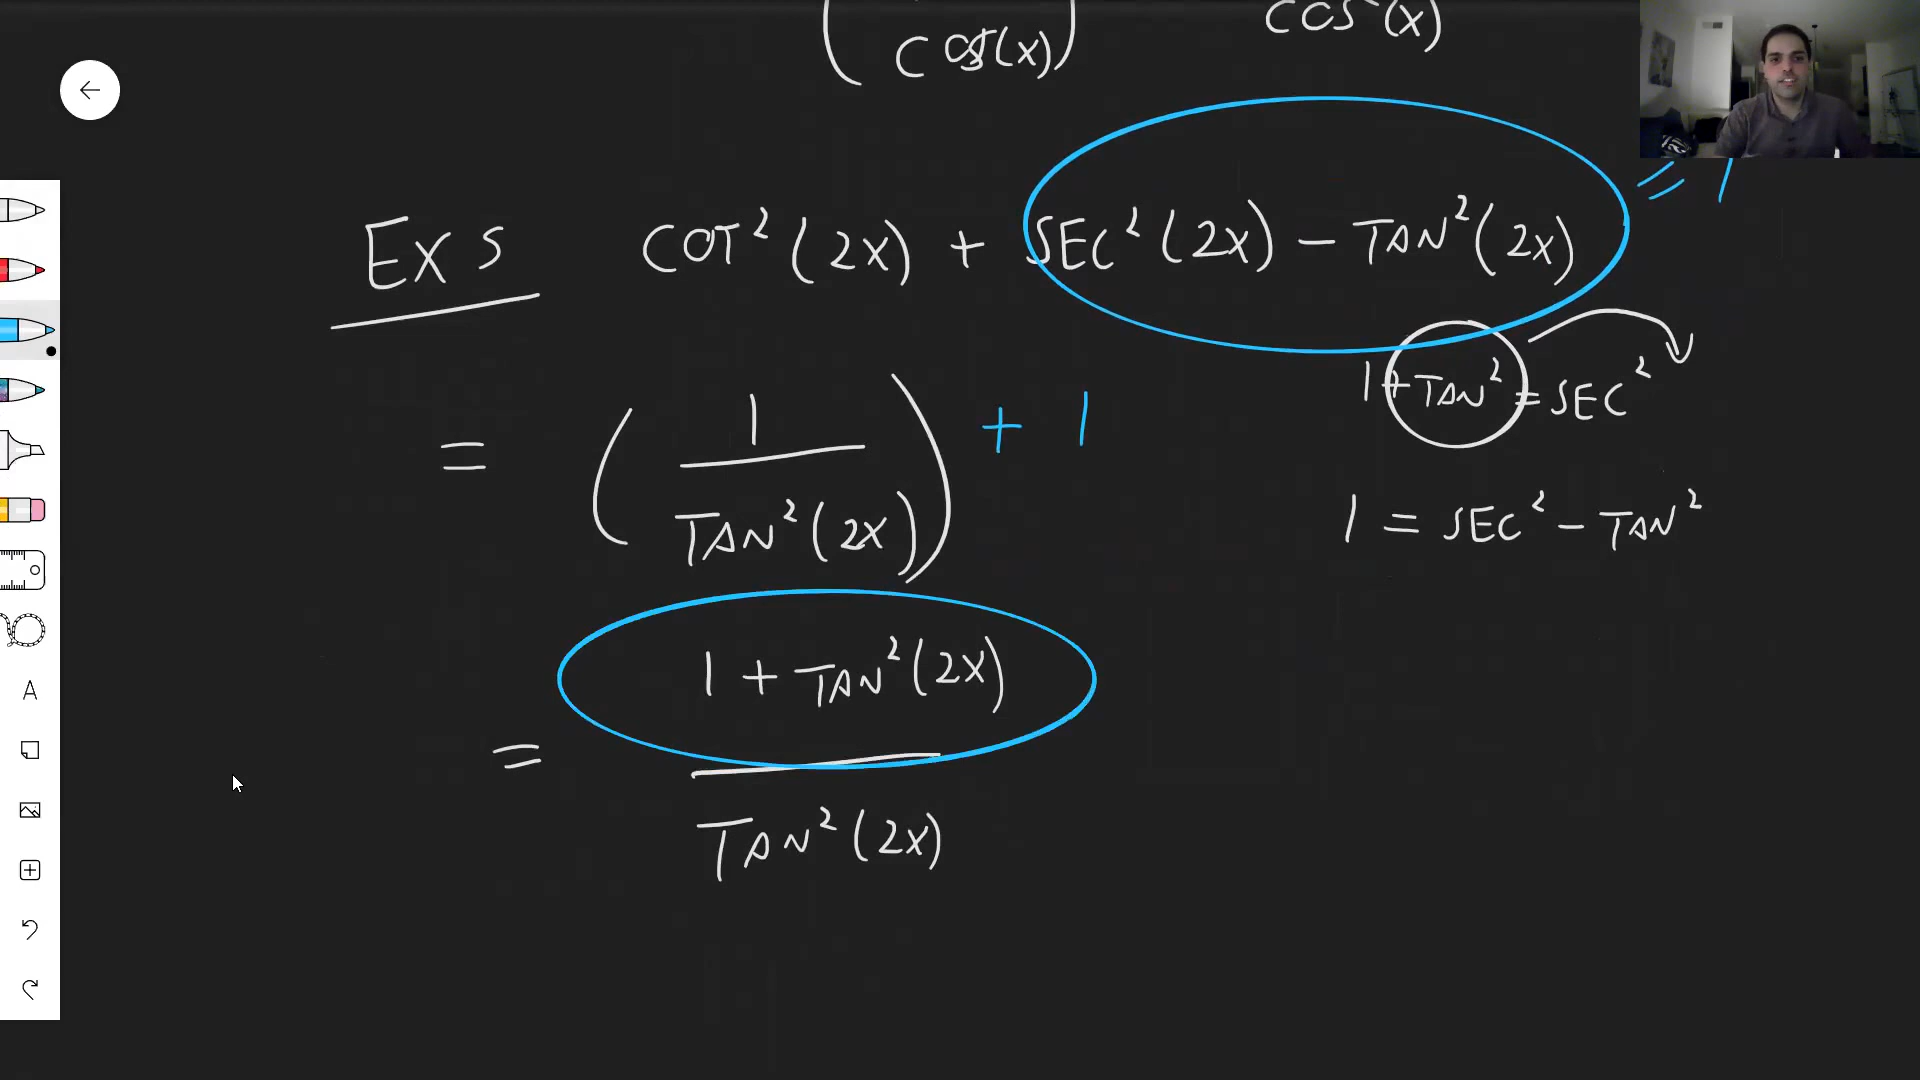 ( cos(x) ) cos²(x)
Ex 5 cot²(2x) + sec²(2x) − tan²(2x) = 1
1 + tan² = sec²
= ( 1 / tan²(2x) ) + 1
1 = sec² − tan²
= 1 + tan²(2x)
tan²(2x)
A